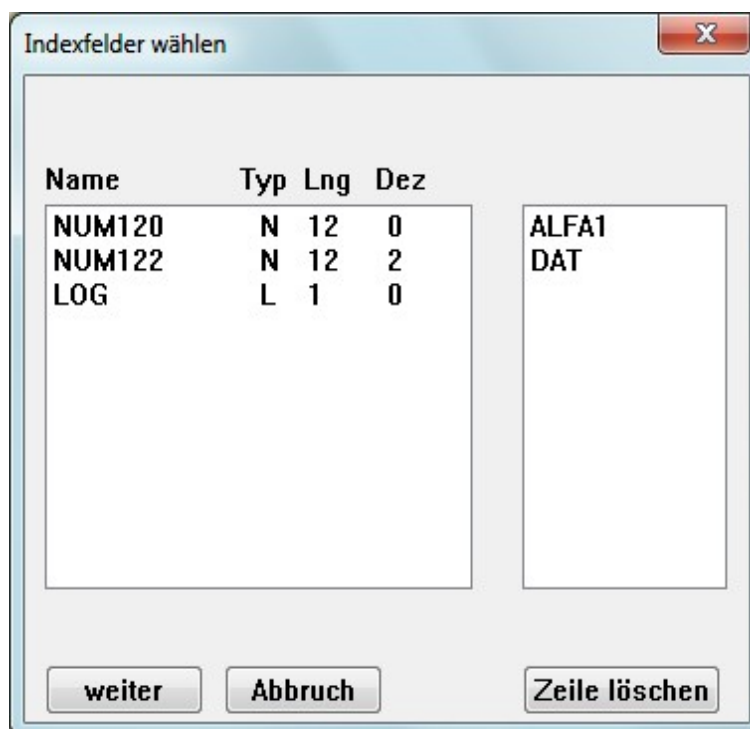 Indexfelder wählen
X
Name Typ Lng Dez
NUM120 N 12 0
NUM122 N 12 2
LOG L 1 0
ALFA1
DAT
weiter
Abbruch
Zeile löschen